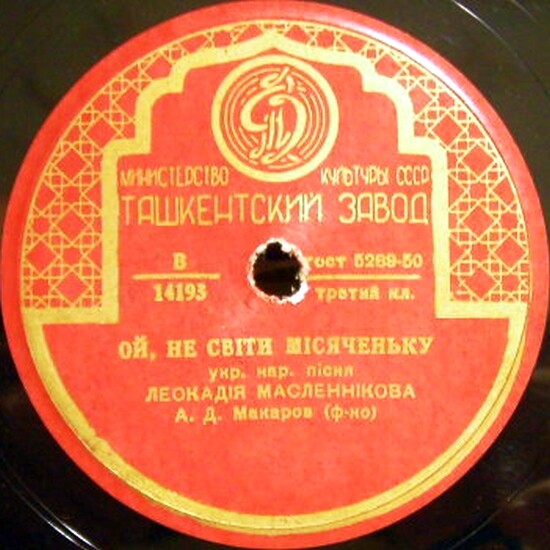 МИНИСТЕРСТВО КУЛЬТУРЫ СССР
ТАШКЕНТСКИЙ ЗАВОД
В
14193
гост 5289-50
третий кл.
ОЙ, НЕ СВІТИ МІСЯЧЕНЬКУ
укр. нар. пісня
ЛЕОКАДІЯ МАСЛЕННІКОВА
А. Д. Макаров (ф-но)